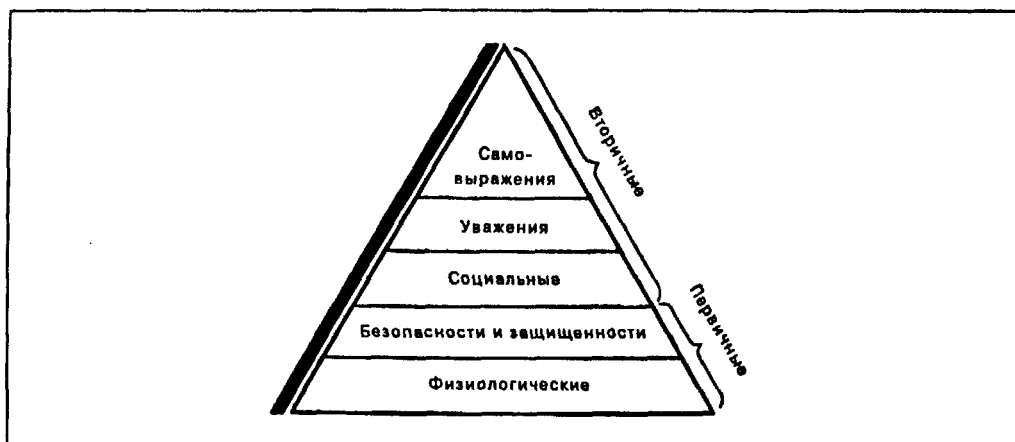 Само-
выражения
Уважения
Социальные
Безопасности и защищенности
Физиологические
Вторичные
Первичные